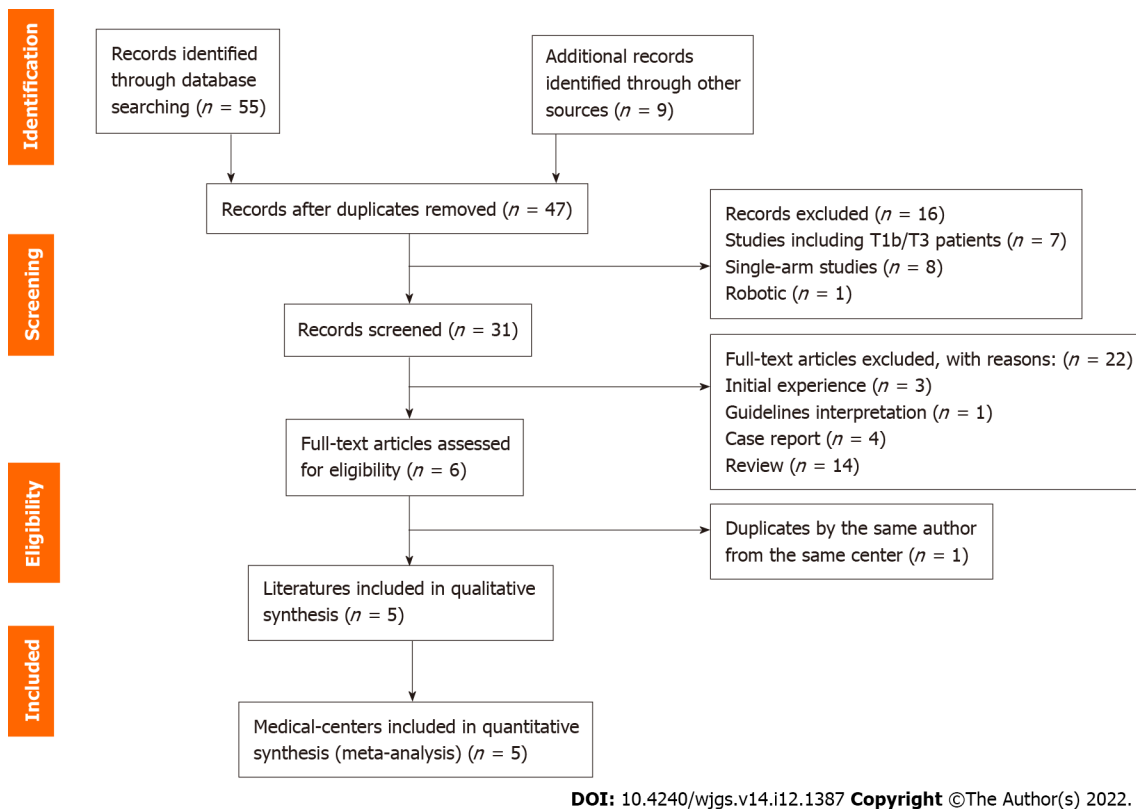 Identification
Records identified
through database
searching (n = 55)
Additional records
identified through other
sources (n = 9)
Records after duplicates removed (n = 47)
Screening
Records excluded (n = 16)
Studies including T1b/T3 patients (n = 7)
Single-arm studies (n = 8)
Robotic (n = 1)
Records screened (n = 31)
Full-text articles excluded, with reasons: (n = 22)
Initial experience (n = 3)
Guidelines interpretation (n = 1)
Case report (n = 4)
Review (n = 14)
Eligibility
Full-text articles assessed
for eligibility (n = 6)
Duplicates by the same author
from the same center (n = 1)
Literatures included in qualitative
synthesis (n = 5)
Included
Medical-centers included in quantitative
synthesis (meta-analysis) (n = 5)
DOI: 10.4240/wjgs.v14.i12.1387 Copyright ©The Author(s) 2022.